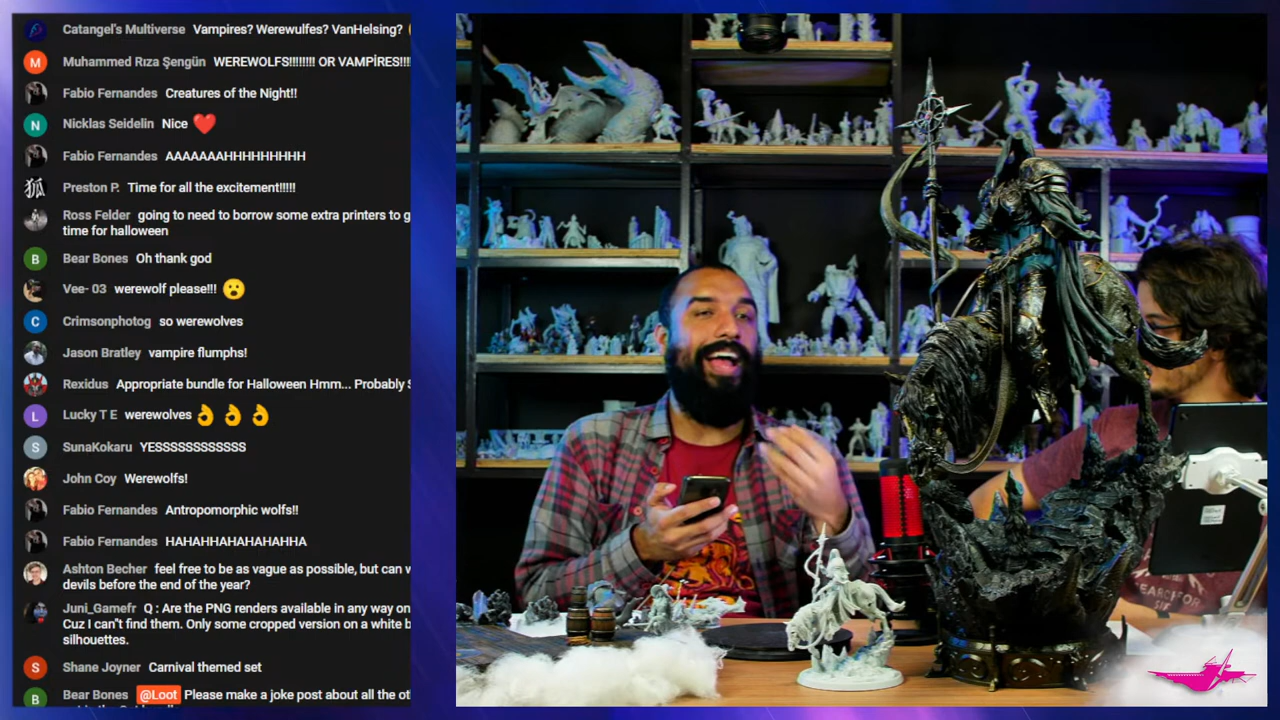 Catangel's Multiverse Vampires? Werewulfes? VanHelsing?
Muhammed Rıza Şengün WEREWOLFS!!!!!!!! OR VAMPİRES!!!!
Fabio Fernandes Creatures of the Night!!
N Nicklas Seidelin Nice ❤️
Fabio Fernandes AAAAAAAHHHHHHHHH
狐 Preston P. Time for all the excitement!!!!!
Ross Felder going to need to borrow some extra printers to g
time for halloween
B Bear Bones Oh thank god
Vee- 03 werewolf please!!! 😮
C Crimsonphotog so werewolves
Jason Bratley vampire flumphs!
Rexidus Appropriate bundle for Halloween Hmm... Probably
L Lucky T E werewolves 👌 👌 👌
S SunaKokaru YESSSSSSSSSSSS
John Coy Werewolfs!
Fabio Fernandes Antropomorphic wolfs!!
Fabio Fernandes HAHAHHAHAHAHAHHA
Ashton Becher feel free to be as vague as possible, but can
devils before the end of the year?
Juni_Gamefr Q : Are the PNG renders available in any way on
Cuz I can"t find them. Only some cropped version on a white b
silhouettes.
S Shane Joyner Carnival themed set
B Bear Bones @Loot Please make a joke post about all the